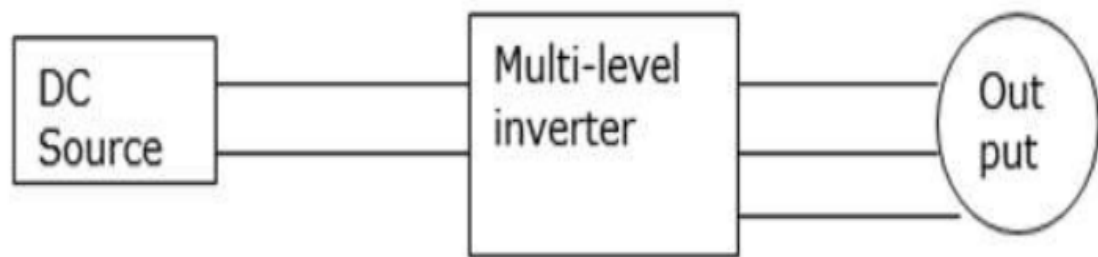 DC
Source
Multi-level
inverter
Out
put